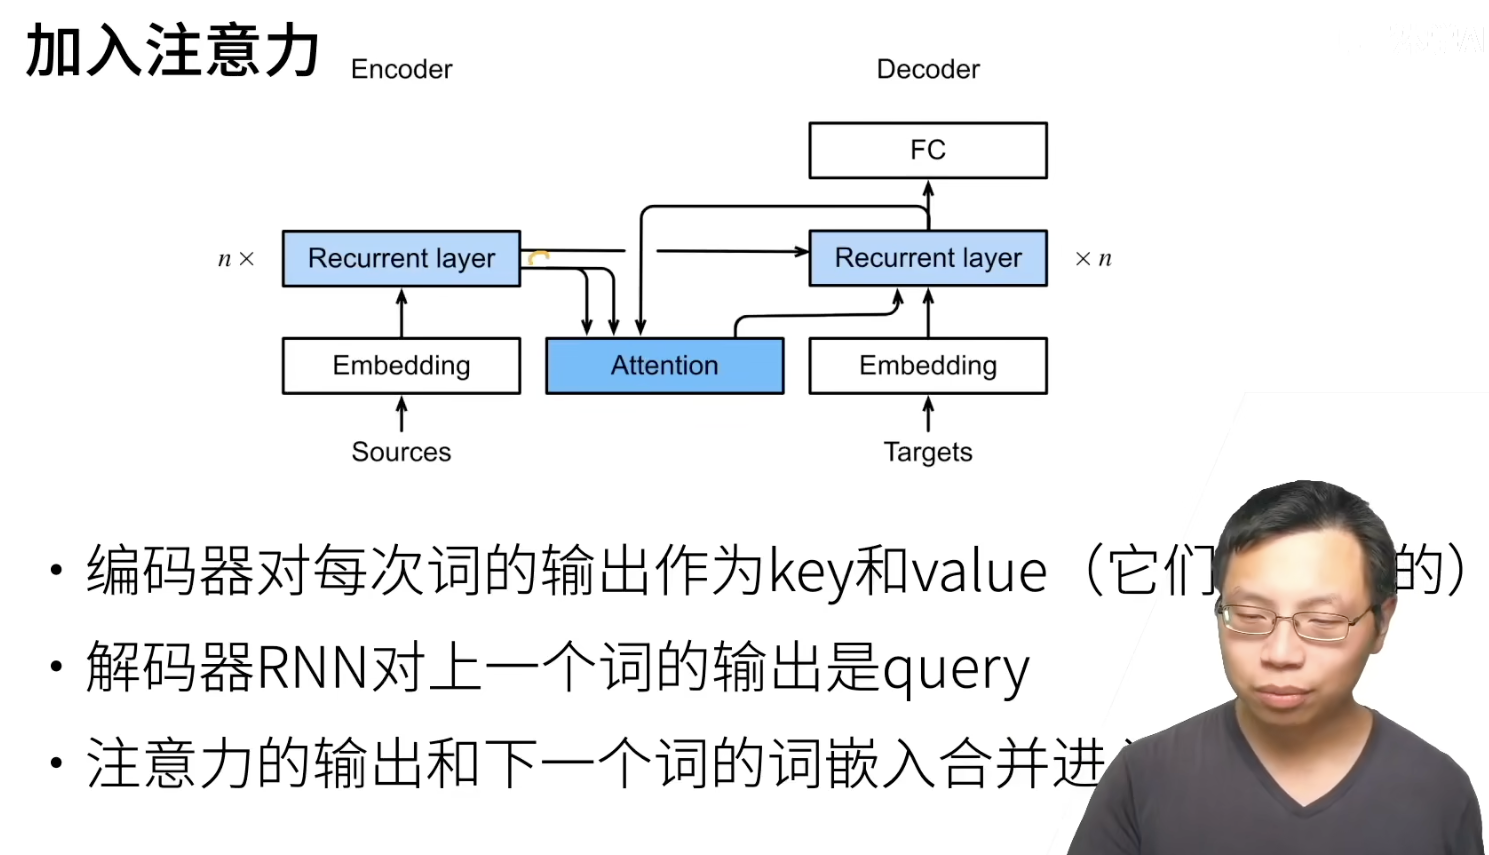 加入注意力
Encoder
Decoder
FC
n ×
Recurrent layer
Recurrent layer
× n
Embedding
Attention
Embedding
Sources
Targets
• 编码器对每次词的输出作为key和value（它们 的）
• 解码器RNN对上一个词的输出是query
• 注意力的输出和下一个词的词嵌入合并进